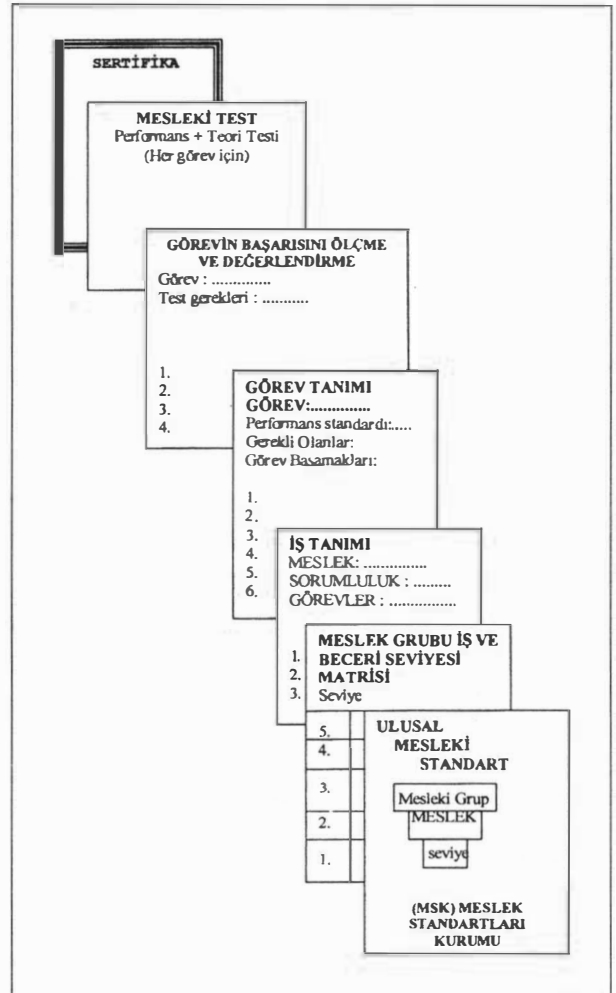 SERTİFİKA
MESLEKİ TEST
Performans + Teori Testi
(Her görev için)
GÖREVİN BAŞARISINI ÖLÇME
VE DEĞERLENDİRME
Görev : ..............
Test gerekleri : ...........
1.
2.
3.
4.
GÖREV TANIMI
GÖREV:..............
Performans standardı:.....
Gerekli Olanlar:
Görev Basamakları:
1.
2.
3.
4.
5.
6.
İŞ TANIMI
MESLEK: ..............
SORUMLULUK : .........
GÖREVLER : ...............
1.
2.
3.
MESLEK GRUBU İŞ VE
BECERİ SEVİYESİ
MATRİSİ
Seviye
5.
4.
3.
2.
1.
ULUSAL
MESLEKİ
STANDART
Mesleki Grup
MESLEK
seviye
(MSK) MESLEK
STANDARTLARI
KURUMU